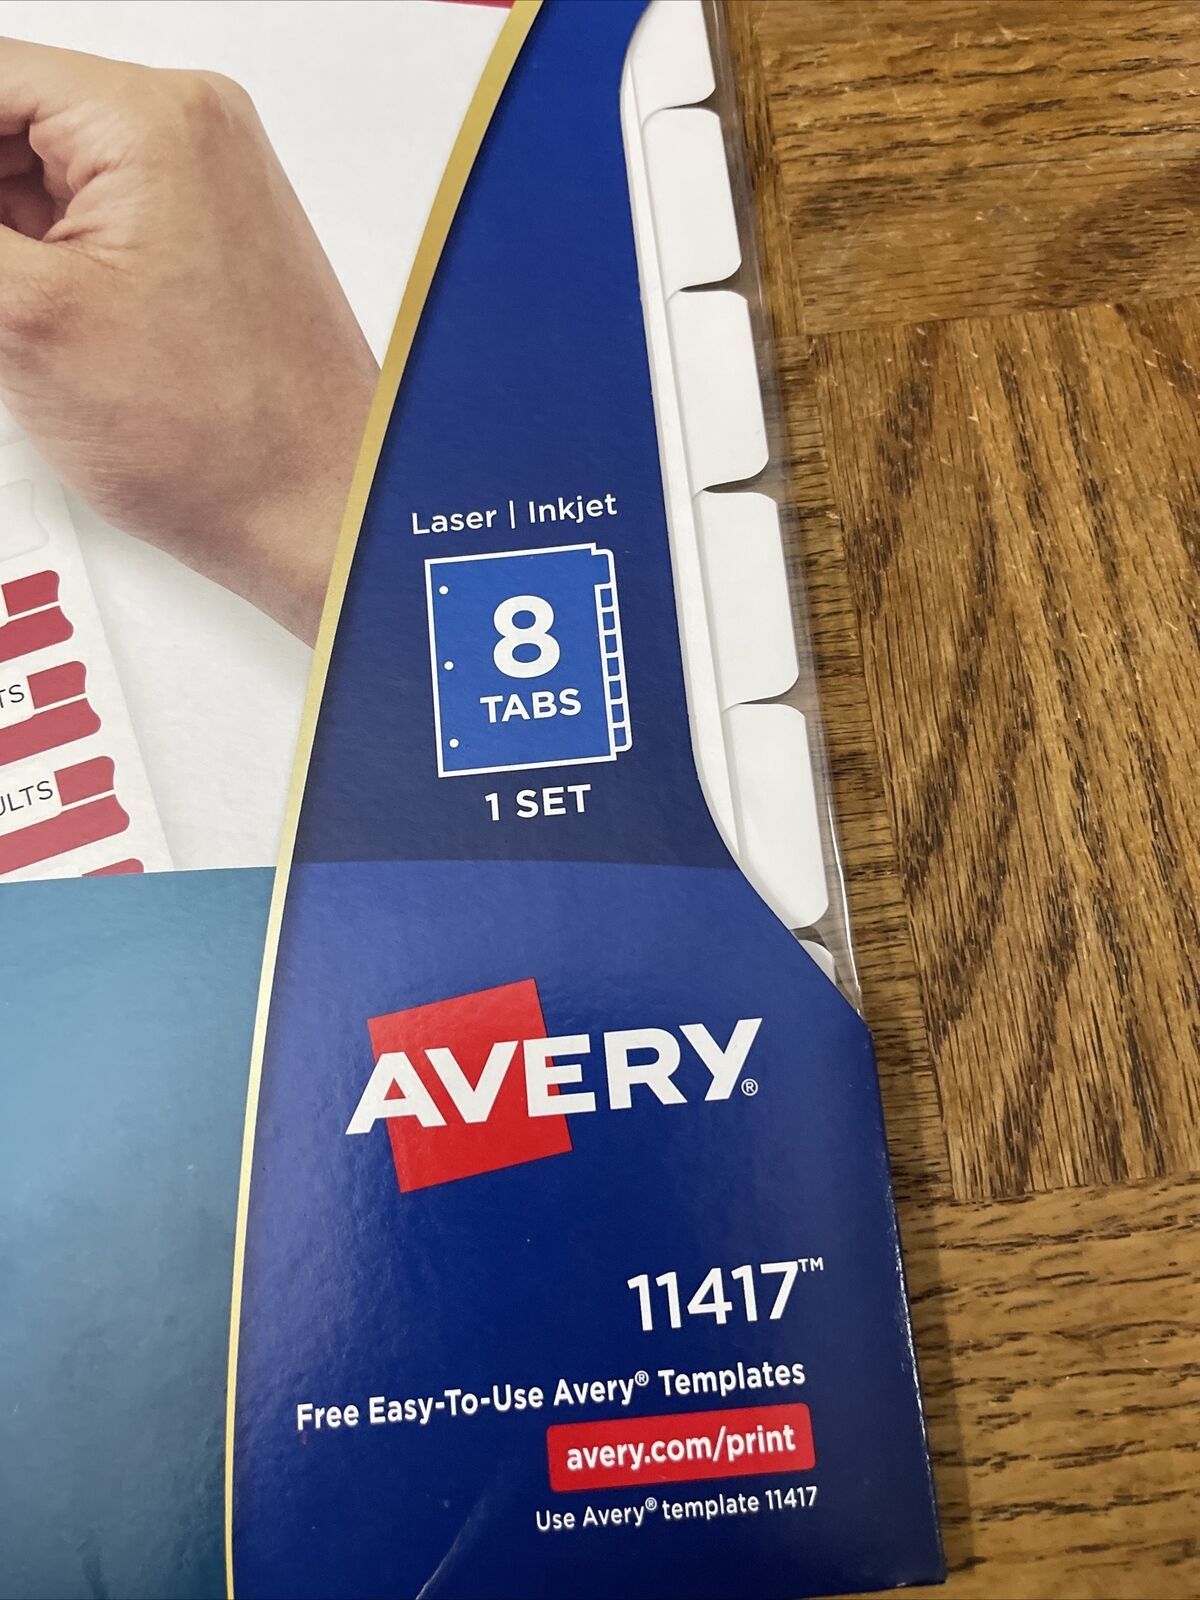 Laser | Inkjet
8
TABS
1 SET
TS
ULTS
AVERY®
11417™
Free Easy-To-Use Avery® Templates
avery.com/print
Use Avery® template 11417